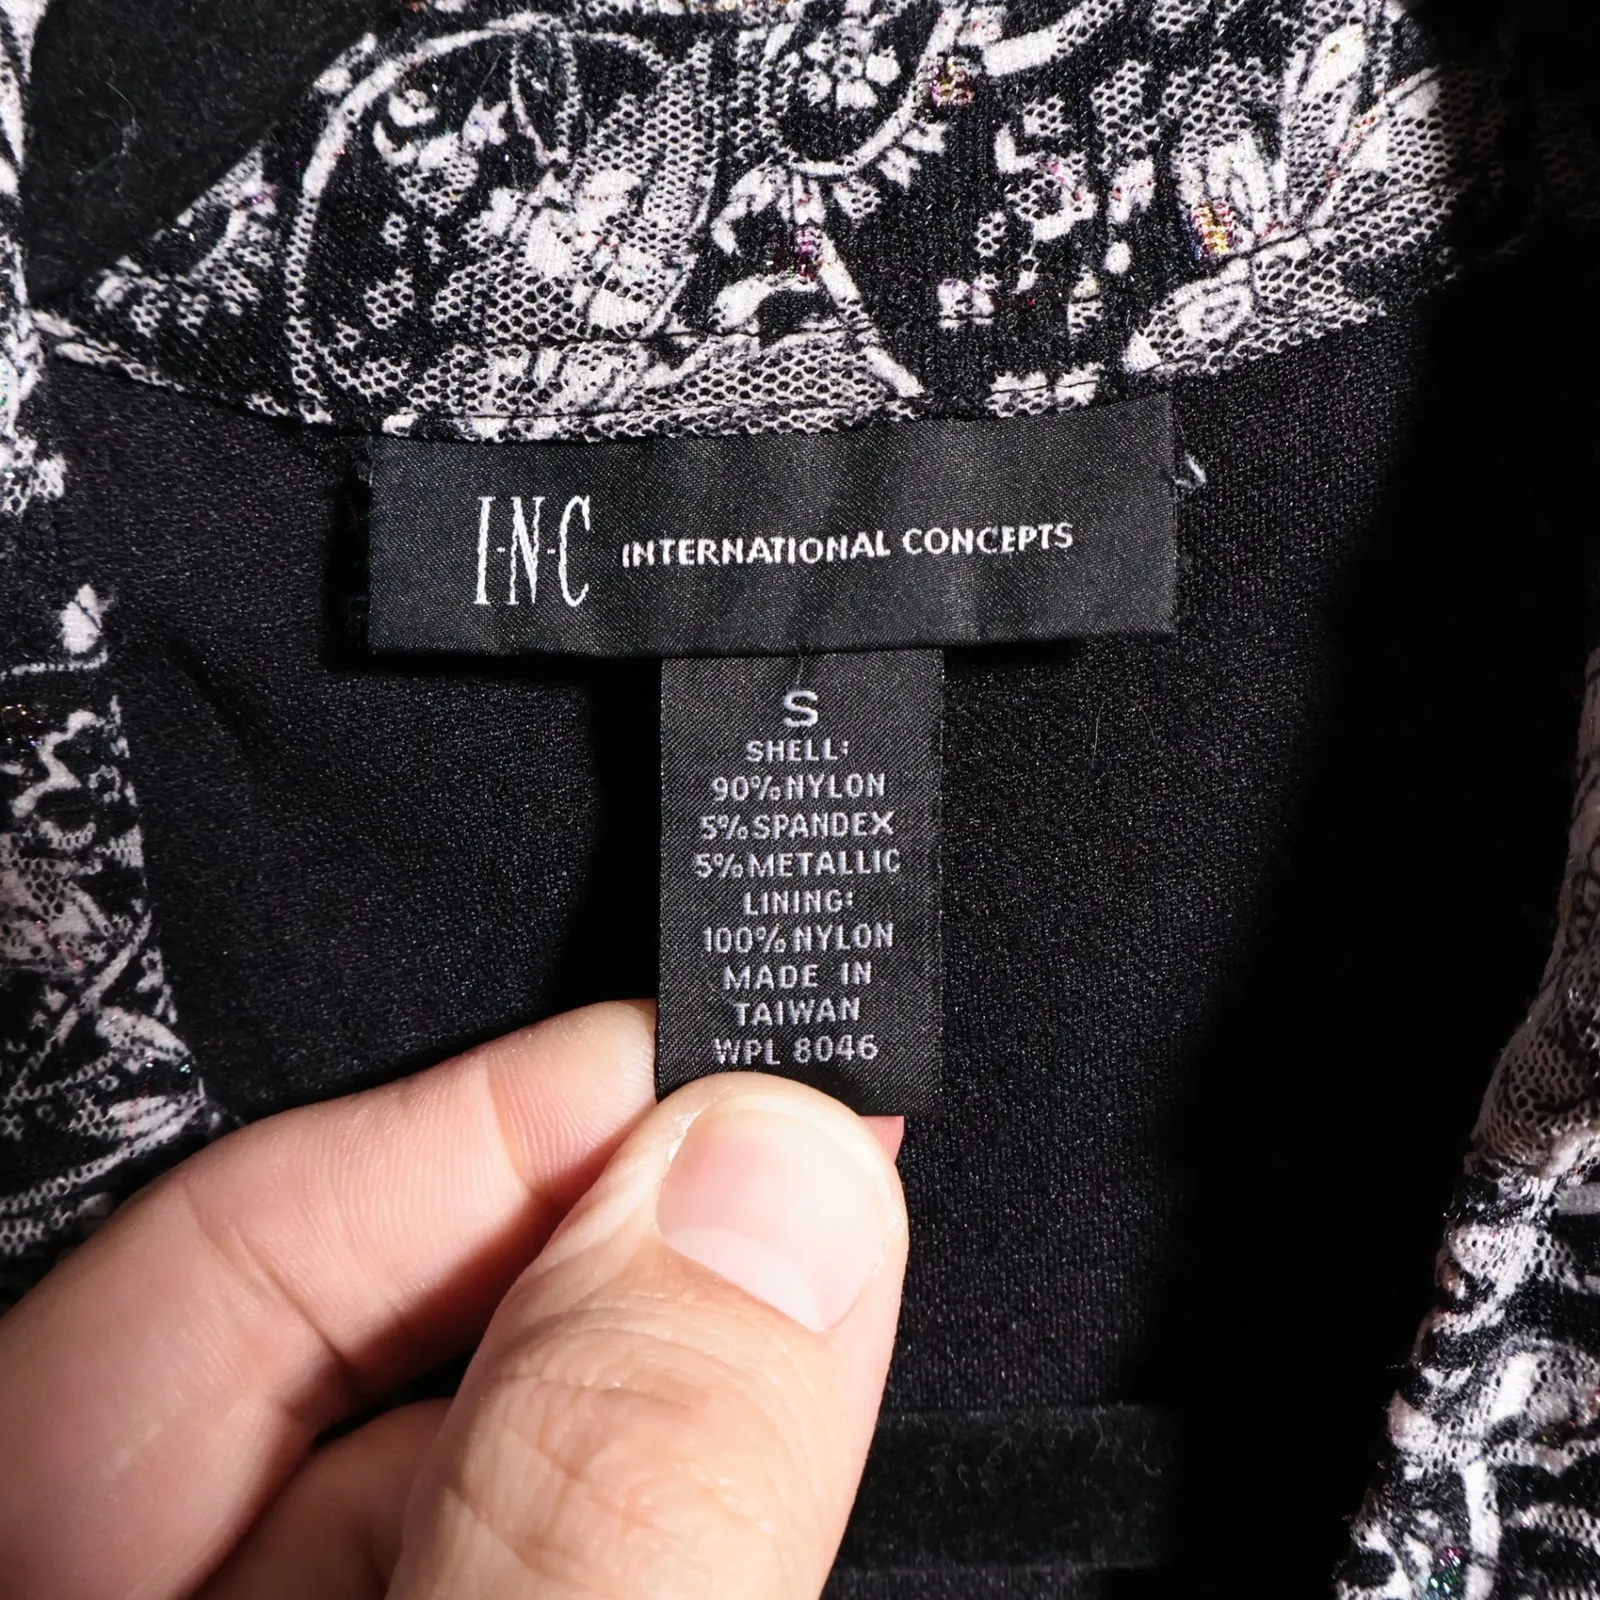 I·N·C INTERNATIONAL CONCEPTS
S
SHELL:
90% NYLON
5% SPANDEX
5% METALLIC
LINING:
100% NYLON
MADE IN
TAIWAN
WPL 8046